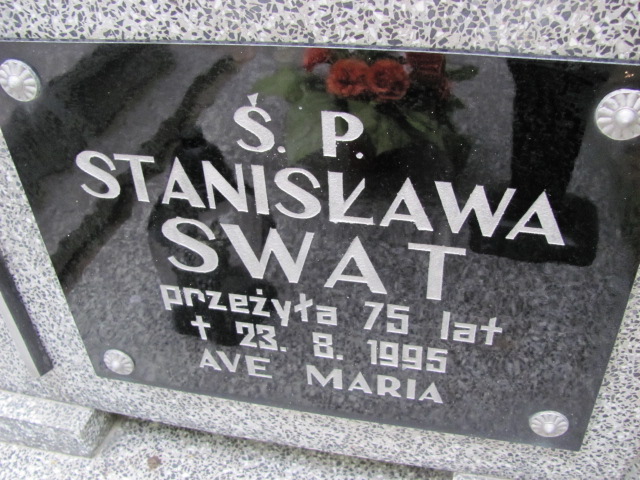 Ś. P.
STANISŁAWA
SWAT
przeżyła 75 lat
† 23. 8. 1995
AVE MARIA